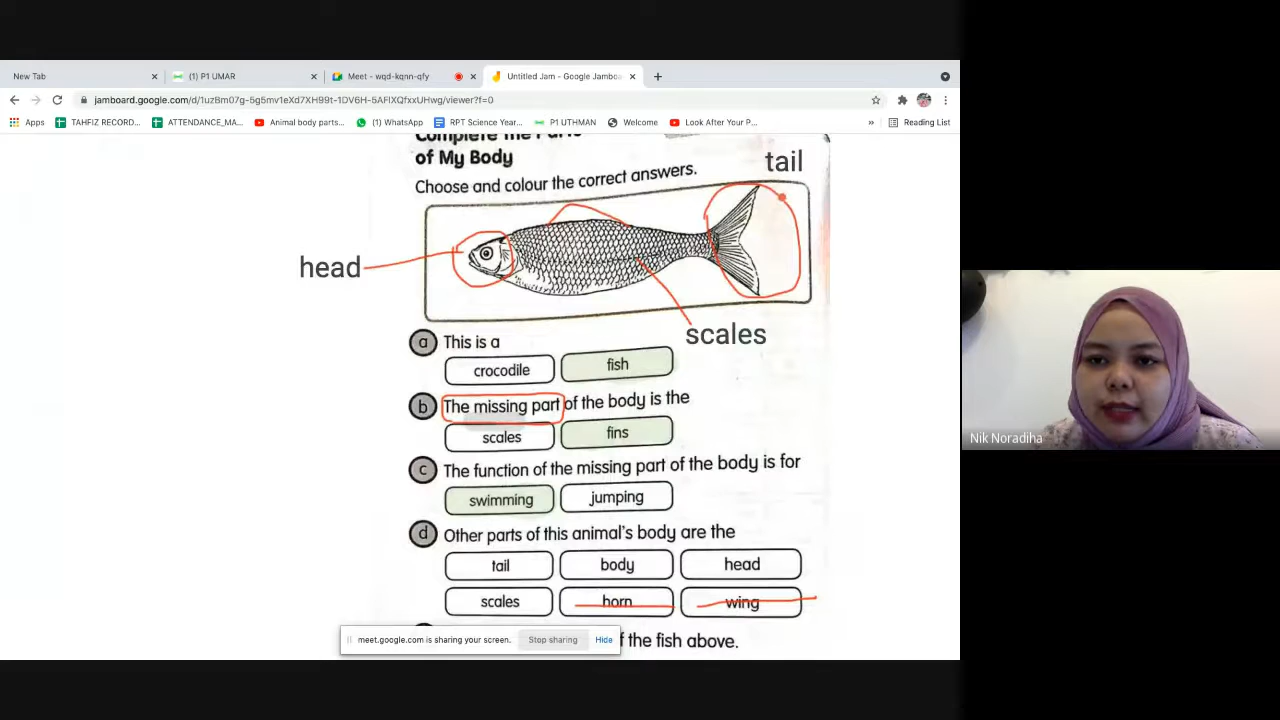 New Tab
(1) P1 UMAR
Meet - wqd-kqnn-qfy
Untitled Jam - Google Jamboa
jamboard.google.com/d/1uzBm07g-5g5mv1eXd7XH99t-1DV6H-5AFlXQfxxUHwg/viewer?f=0
Apps
TAHFIZ RECORD...
ATTENDANCE_MA...
Animal body parts...
(1) WhatsApp
RPT Science Year...
P1 UTHMAN
Welcome
Look After Your P...
»
Reading List
Complete the Parts
of My Body
tail
Choose and colour the correct answers.
head
scales
a This is a
crocodile fish
b The missing part of the body is the
scales fins
c The function of the missing part of the body is for
swimming jumping
d Other parts of this animal's body are the
tail body head
scales horn wing
meet.google.com is sharing your screen. Stop sharing Hide
f the fish above.
Nik Noradiha